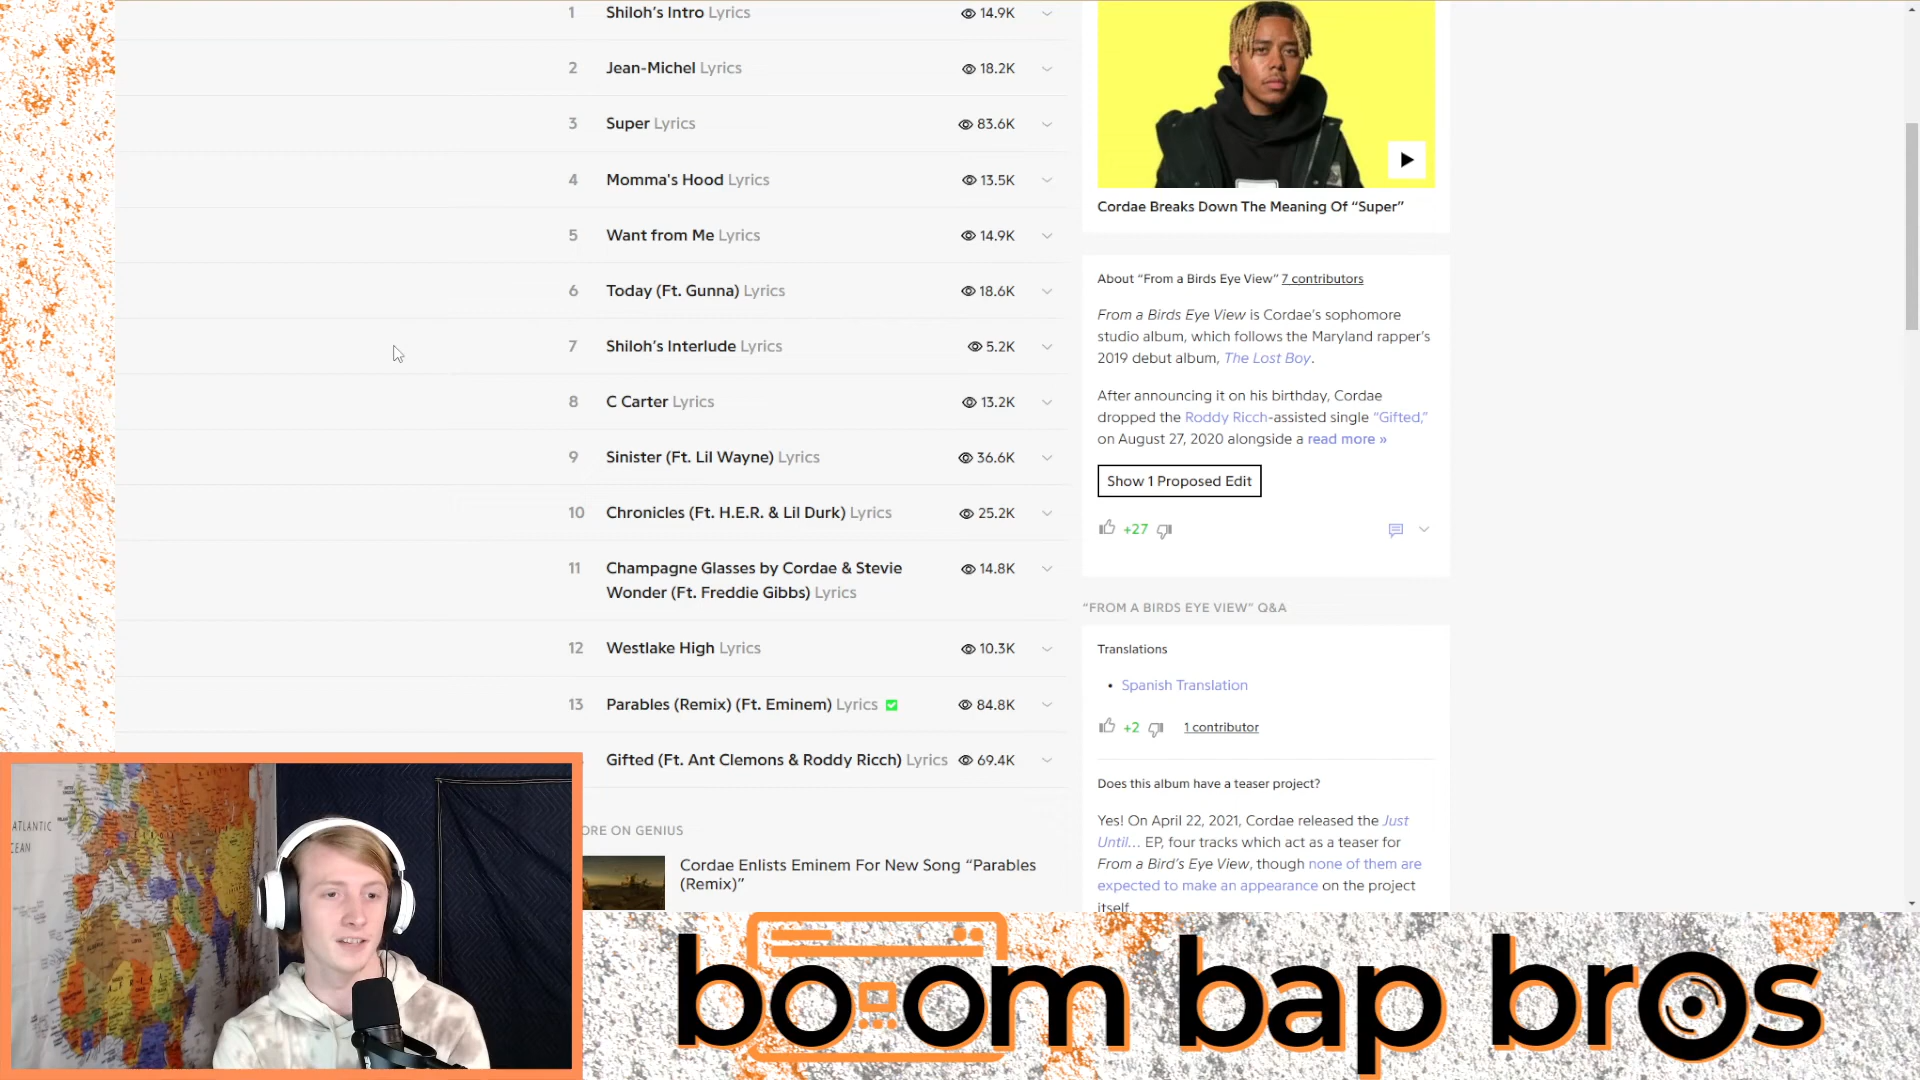 1 Shiloh's Intro Lyrics 14.9K
2 Jean-Michel Lyrics 18.2K
3 Super Lyrics 83.6K
4 Momma's Hood Lyrics 13.5K
5 Want from Me Lyrics 14.9K
6 Today (Ft. Gunna) Lyrics 18.6K
7 Shiloh's Interlude Lyrics 5.2K
8 C Carter Lyrics 13.2K
9 Sinister (Ft. Lil Wayne) Lyrics 36.6K
10 Chronicles (Ft. H.E.R. & Lil Durk) Lyrics 25.2K
11 Champagne Glasses by Cordae & Stevie 14.8K
Wonder (Ft. Freddie Gibbs) Lyrics
12 Westlake High Lyrics 10.3K
13 Parables (Remix) (Ft. Eminem) Lyrics 84.8K
Gifted (Ft. Ant Clemons & Roddy Ricch) Lyrics 69.4K
ORE ON GENIUS
Cordae Enlists Eminem For New Song “Parables
(Remix)”
Cordae Breaks Down The Meaning Of “Super”
About “From a Birds Eye View” 7 contributors
From a Birds Eye View is Cordae's sophomore
studio album, which follows the Maryland rapper's
2019 debut album, The Lost Boy.
After announcing it on his birthday, Cordae
dropped the Roddy Ricch-assisted single “Gifted,”
on August 27, 2020 alongside a read more »
Show 1 Proposed Edit
+27
“FROM A BIRDS EYE VIEW” Q&A
Translations
• Spanish Translation
+2 1 contributor
Does this album have a teaser project?
Yes! On April 22, 2021, Cordae released the Just
Until... EP, four tracks which act as a teaser for
From a Bird's Eye View, though none of them are
expected to make an appearance on the project
itself.
ATLANTIC
CEAN
boom bap bros